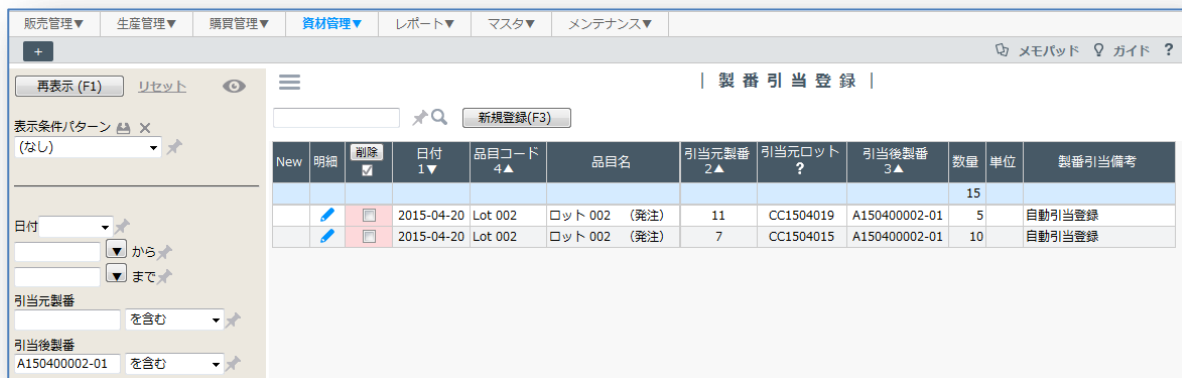 販売管理▼ 生産管理▼ 購買管理▼ 資材管理▼ レポート▼ マスタ▼ メンテナンス▼
+ メモパッド ガイド ?
再表示 (F1) リセット
| 製番引当登録 |
新規登録(F3)
表示条件パターン
(なし)
New 明細 削除 日付 1▼ 品目コード 4▲ 品目名 引当元製番 2▲ 引当元ロット ? 引当後製番 3▲ 数量 単位 製番引当備考
15
2015-04-20 Lot 002 ロット 002 (発注) 11 CC1504019 A150400002-01 5 自動引当登録
2015-04-20 Lot 002 ロット 002 (発注) 7 CC1504015 A150400002-01 10 自動引当登録
日付
▼ から
▼ まで
引当元製番
を含む
引当後製番
A150400002-01 を含む